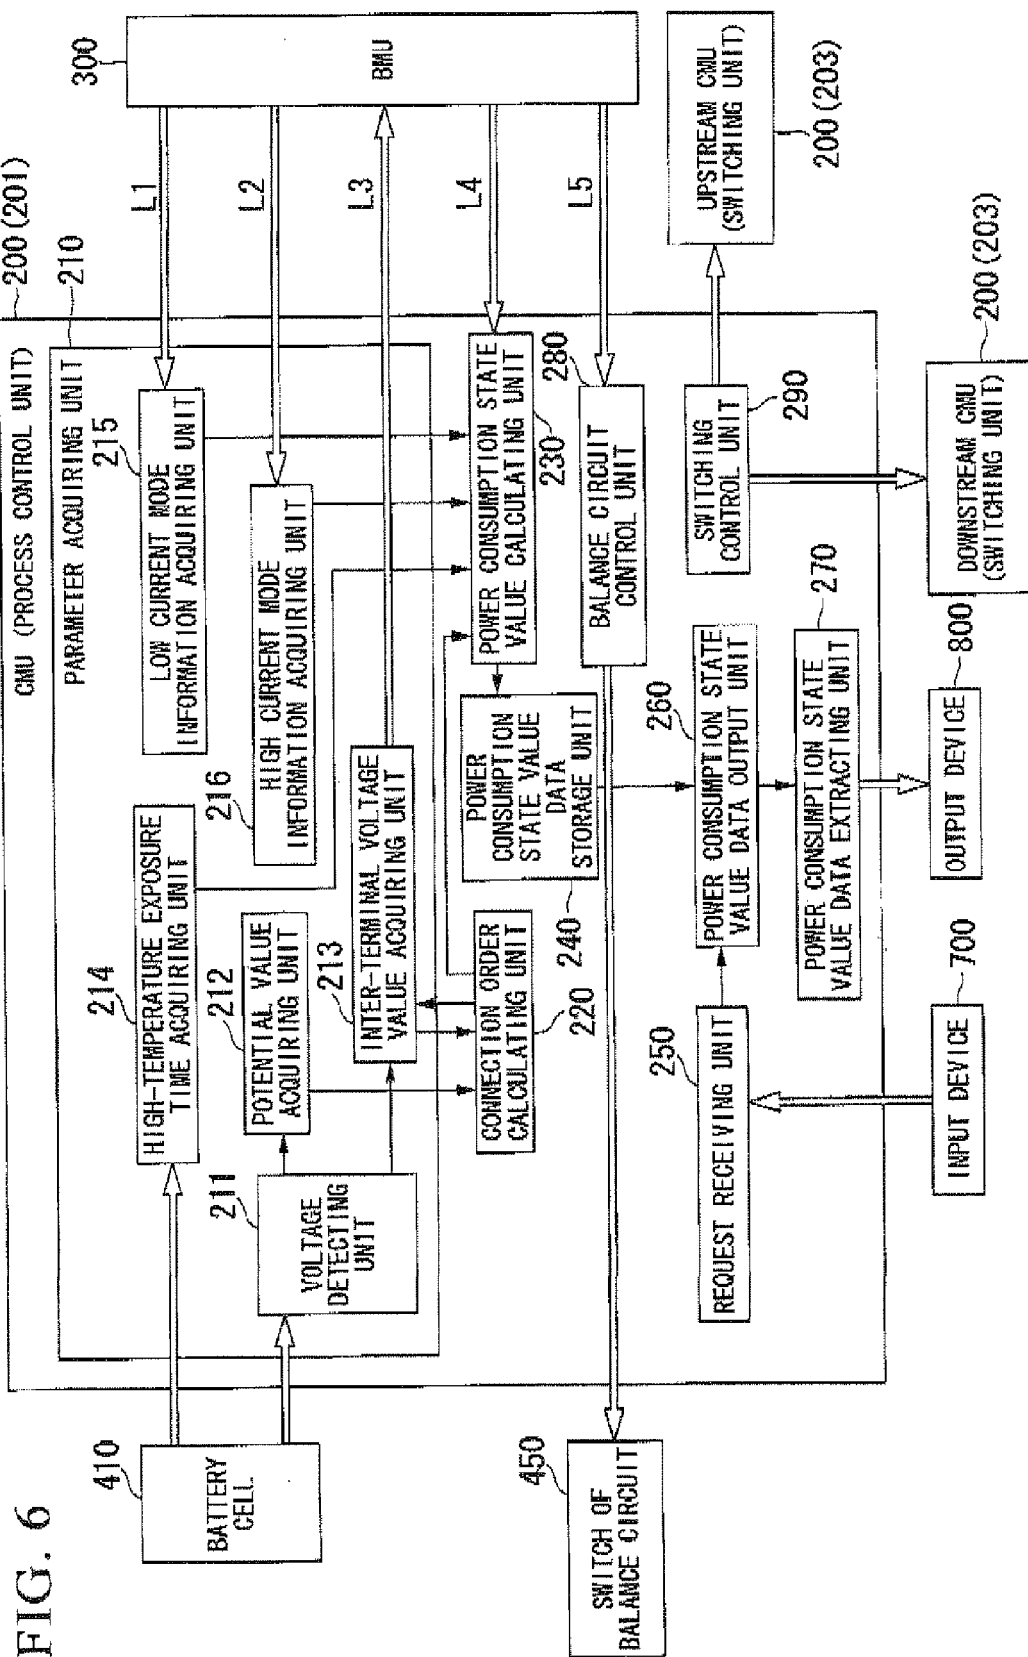 FIG. 6
CMU (PROCESS CONTROL UNIT)
200 (201)
PARAMETER ACQUIRING UNIT
210
410
BATTERY
CELL
214
HIGH-TEMPERATURE EXPOSURE
TIME ACQUIRING UNIT
215
LOW CURRENT MODE
INFORMATION ACQUIRING UNIT
216
HIGH CURRENT MODE
INFORMATION ACQUIRING UNIT
211
VOLTAGE
DETECTING
UNIT
212
POTENTIAL VALUE
ACQUIRING UNIT
213
INTER-TERMINAL VOLTAGE
VALUE ACQUIRING UNIT
CONNECTION ORDER
CALCULATING UNIT
220
POWER CONSUMPTION STATE
VALUE CALCULATING UNIT
230
POWER
CONSUMPTION
STATE VALUE
DATA
STORAGE UNIT
240
300
BMU
L1
L2
L3
L4
L5
280
BALANCE CIRCUIT
CONTROL UNIT
450
SWITCH OF
BALANCE CIRCUIT
SWITCHING
CONTROL UNIT
290
UPSTREAM CMU
(SWITCHING UNIT)
200 (203)
200 (203)
DOWNSTREAM CMU
(SWITCHING UNIT)
250
REQUEST RECEIVING UNIT
260
POWER CONSUMPTION STATE
VALUE DATA OUTPUT UNIT
270
POWER CONSUMPTION STATE
VALUE DATA EXTRACTING UNIT
700
INPUT DEVICE
800
OUTPUT DEVICE